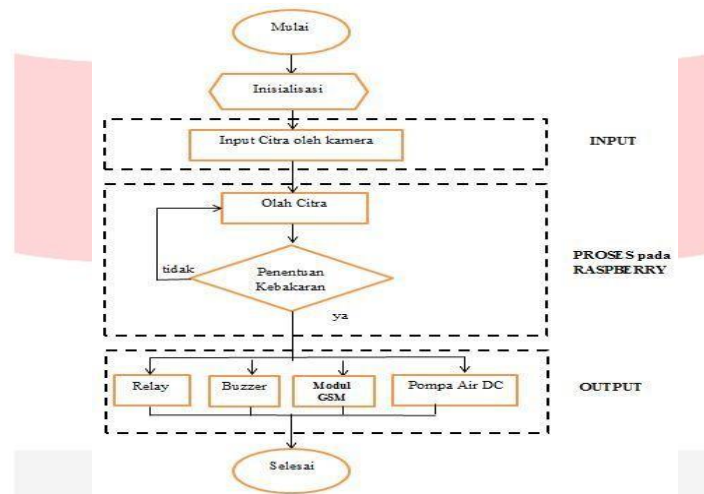 Mulai
Inisialisasi
Input Citra oleh kamera
INPUT
Olah Citra
tidak
Penentuan
Kebakaran
PROSES pada
RASPBERRY
ya
Relay
Buzzer
Modul
GSM
Pompa Air DC
OUTPUT
Selesai